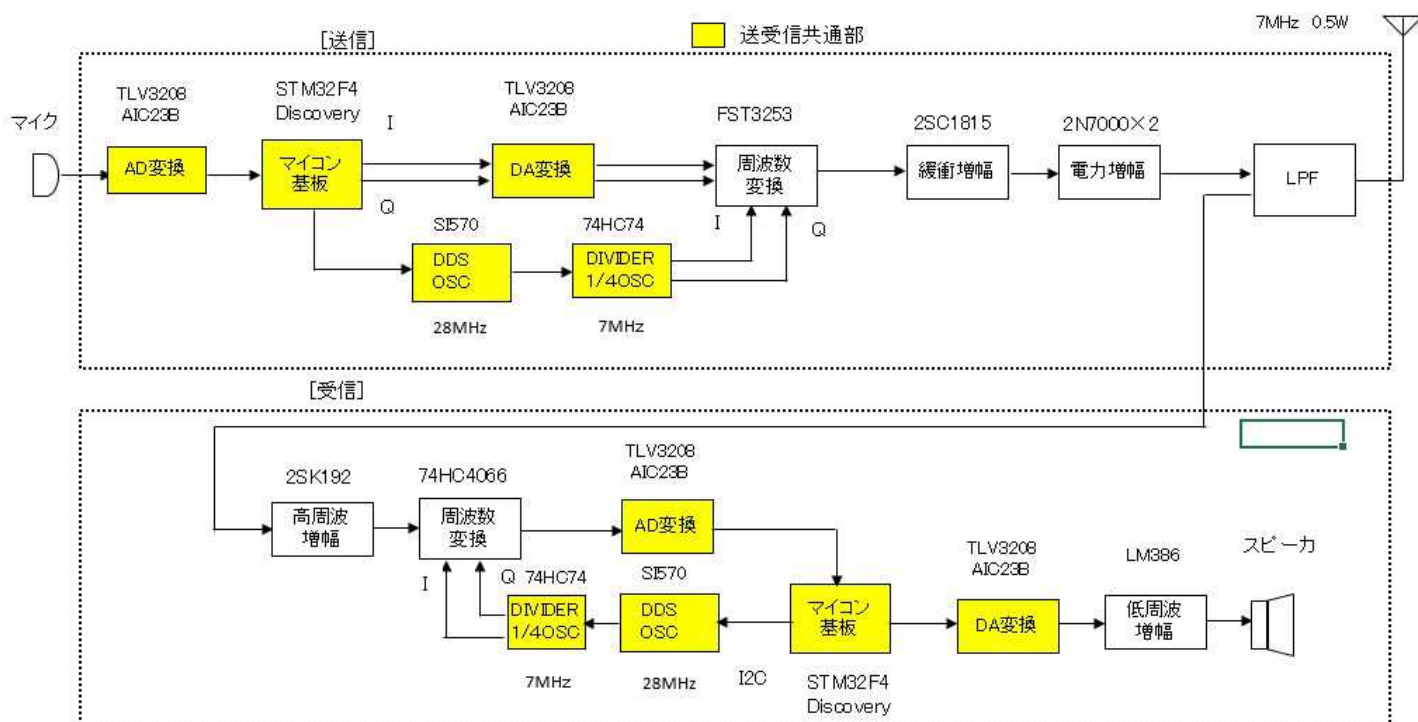 7MHz 0.5W
[送信]
送受信共通部
TLV3208
AIC23B
STM32F4
Discovery
TLV3208
AIC23B
FST3253
2SC1815
2N7000×2
マイク
I
AD変換
マイコン
基板
DA変換
周波数
変換
緩衝増幅
電力増幅
LPF
Q
I
Q
SI570
74HC74
DDS
OSC
DIVIDER
1/4OSC
28MHz
7MHz
[受信]
TLV3208
AIC23B
2SK192
74HC4066
高周波
増幅
周波数
変換
AD変換
TLV3208
AIC23B
LM386
スピーカ
I
Q
74HC74
SI570
DIVIDER
1/4OSC
DDS
OSC
マイコン
基板
DA変換
低周波
増幅
7MHz
28MHz
I2C
STM32F4
Discovery